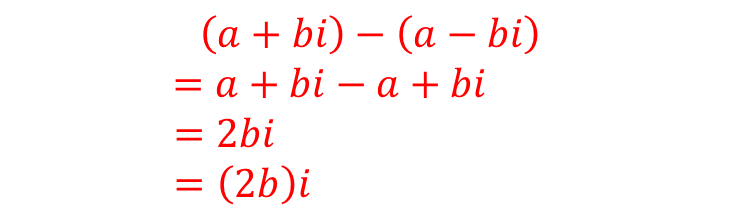 (a + bi) − (a − bi)
= a + bi − a + bi
= 2bi
= (2b)i